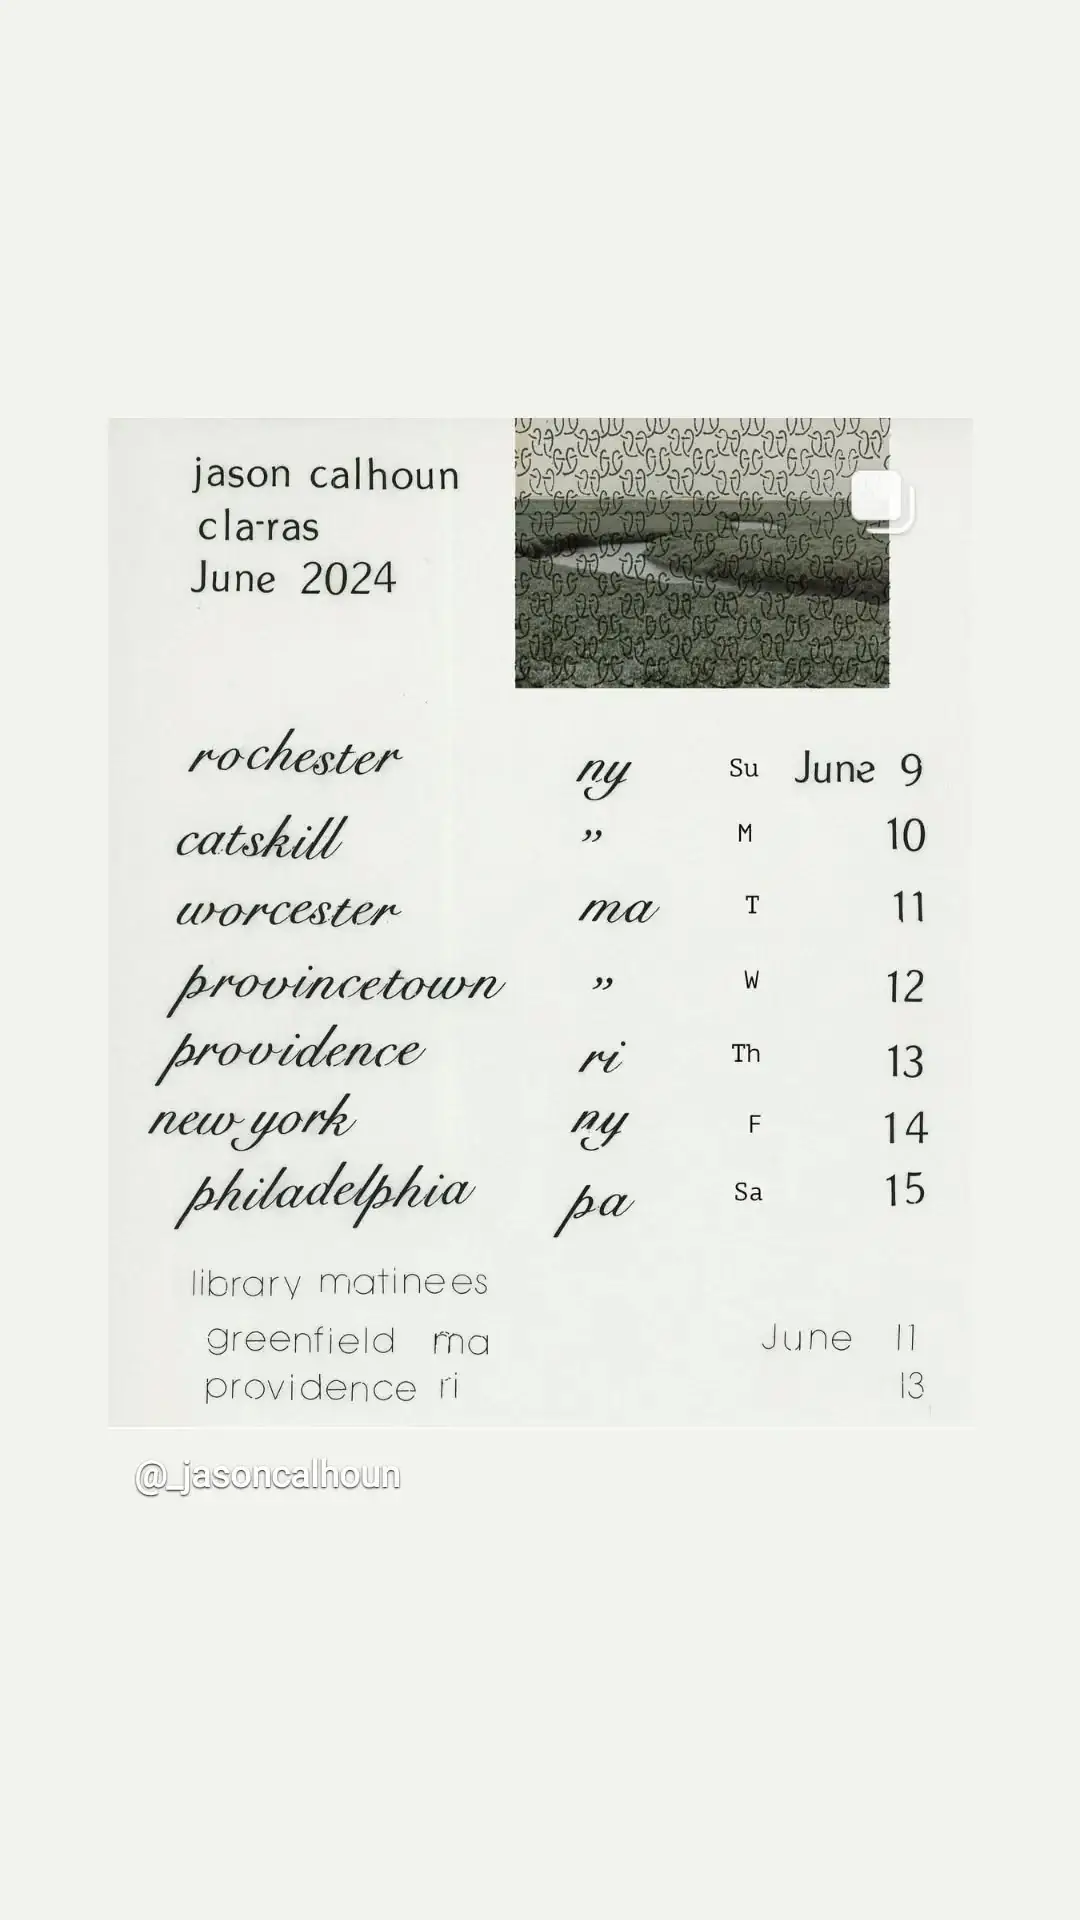 jason calhoun
cla-ras
June 2024
rochester ny Su June 9
catskill ” M 10
worcester ma T 11
provincetown ” W 12
providence ri Th 13
new york ny F 14
philadelphia pa Sa 15
library matinees
greenfield ma June 11
providence ri 13
@_jasoncalhoun